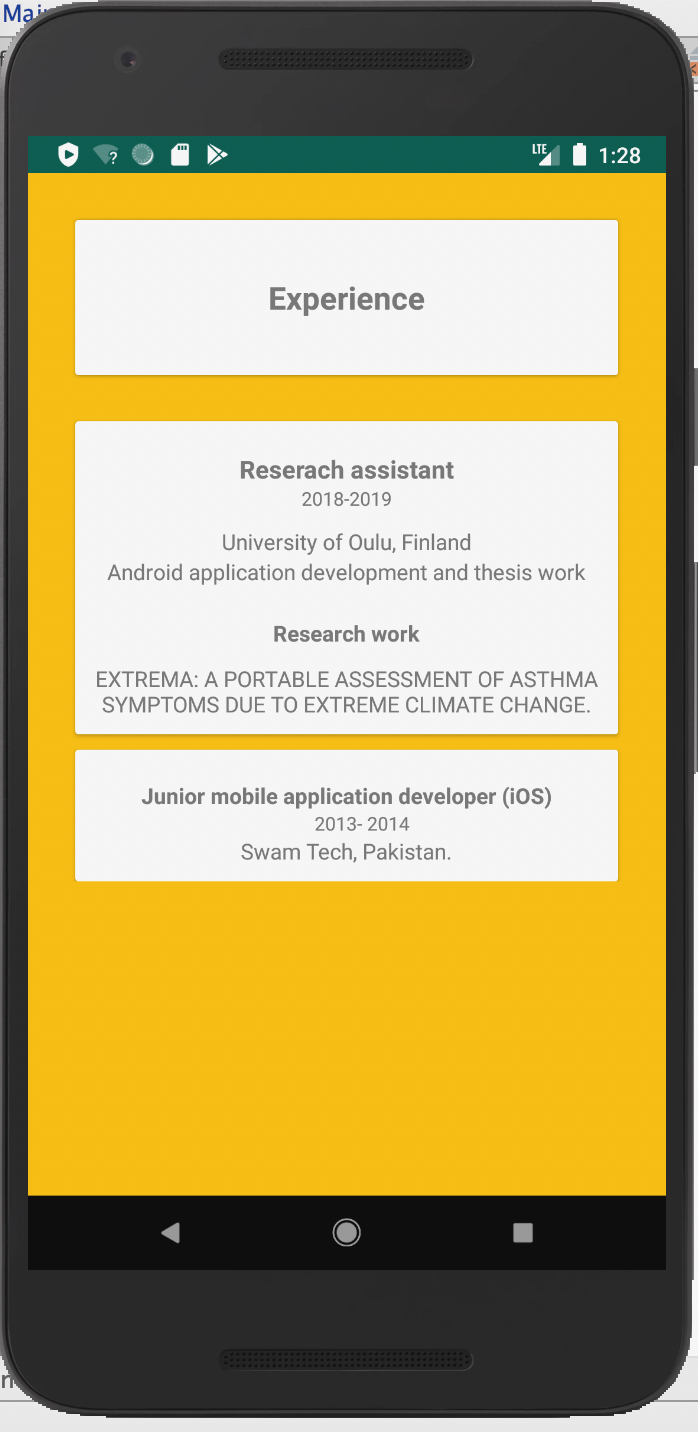 Mai
LTE 1:28
Experience
Reserach assistant
2018-2019
University of Oulu, Finland
Android application development and thesis work
Research work
EXTREMA: A PORTABLE ASSESSMENT OF ASTHMA
SYMPTOMS DUE TO EXTREME CLIMATE CHANGE.
Junior mobile application developer (iOS)
2013- 2014
Swam Tech, Pakistan.